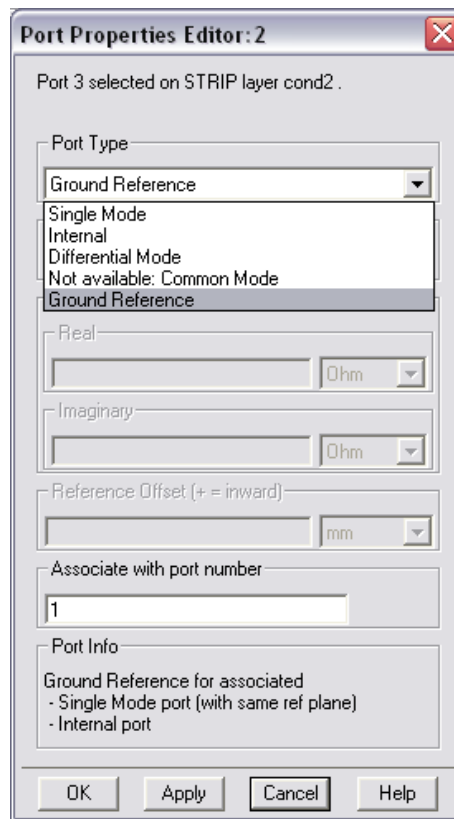 Port Properties Editor:2
Port 3 selected on STRIP layer cond2 .
Port Type
Ground Reference
Single Mode
Internal
Differential Mode
Not available: Common Mode
Ground Reference
Real
Ohm
Imaginary
Ohm
Reference Offset (+ = inward)
mm
Associate with port number
1
Port Info
Ground Reference for associated
- Single Mode port (with same ref plane)
- Internal port
OK Apply Cancel Help